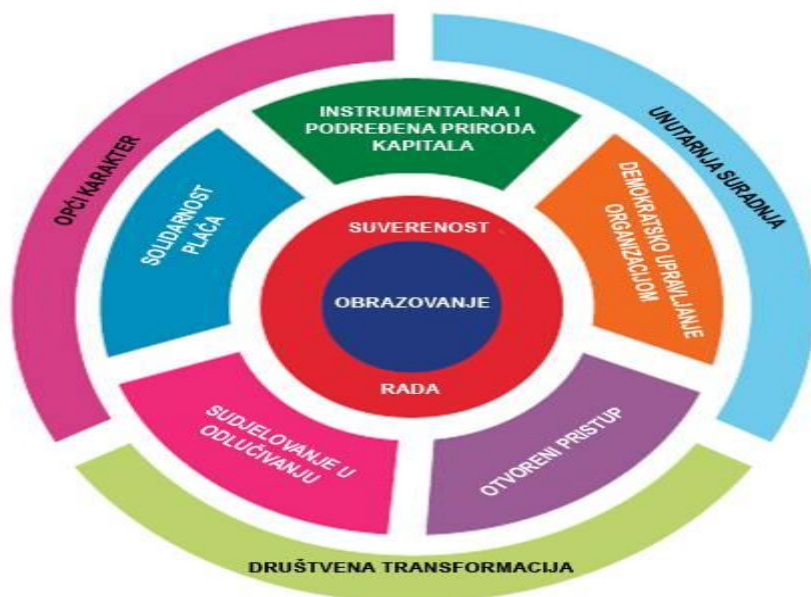 OPĆI KARAKTER
UNUTARNJA SURADNJA
INSTRUMENTALNA I
PODREĐENA PRIRODA
KAPITALA
SOLIDARNOST
PLAĆA
DEMOKRATSKO UPRAVLJANJE
ORGANIZACIJOM
SUVERENOST
OBRAZOVANJE
RADA
SUDJELOVANJE U
ODLUČIVANJU
OTVORENI PRISTUP
DRUŠTVENA TRANSFORMACIJA